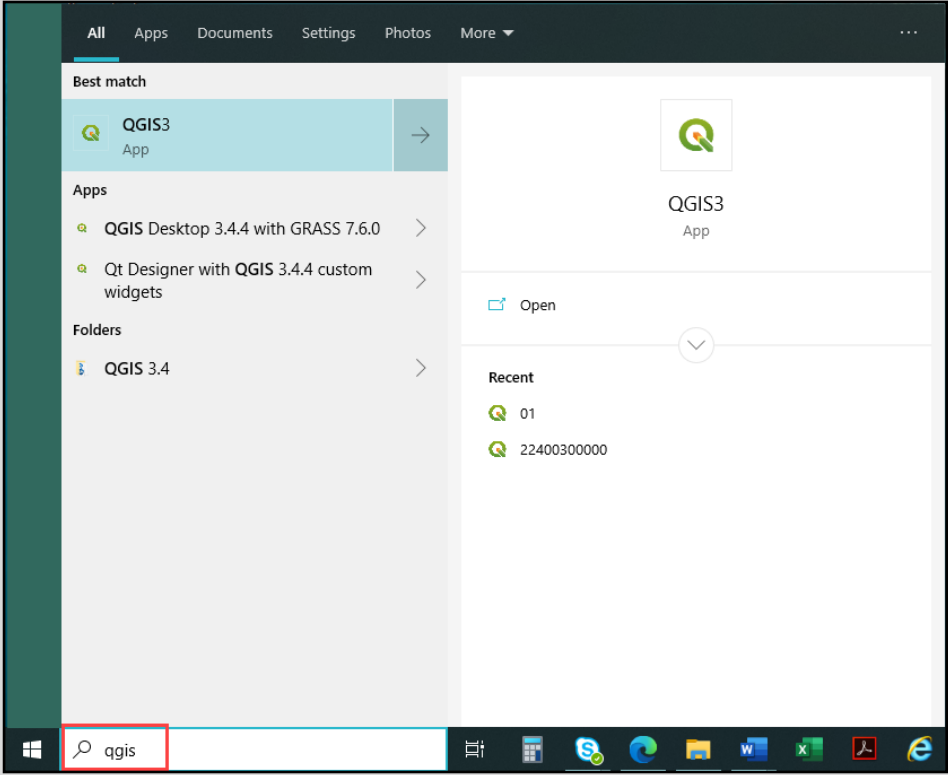 All Apps Documents Settings Photos More ...
Best match
QGIS3
App
Apps
QGIS Desktop 3.4.4 with GRASS 7.6.0
Qt Designer with QGIS 3.4.4 custom
widgets
Folders
QGIS 3.4
QGIS3
App
Open
Recent
01
22400300000
qgis